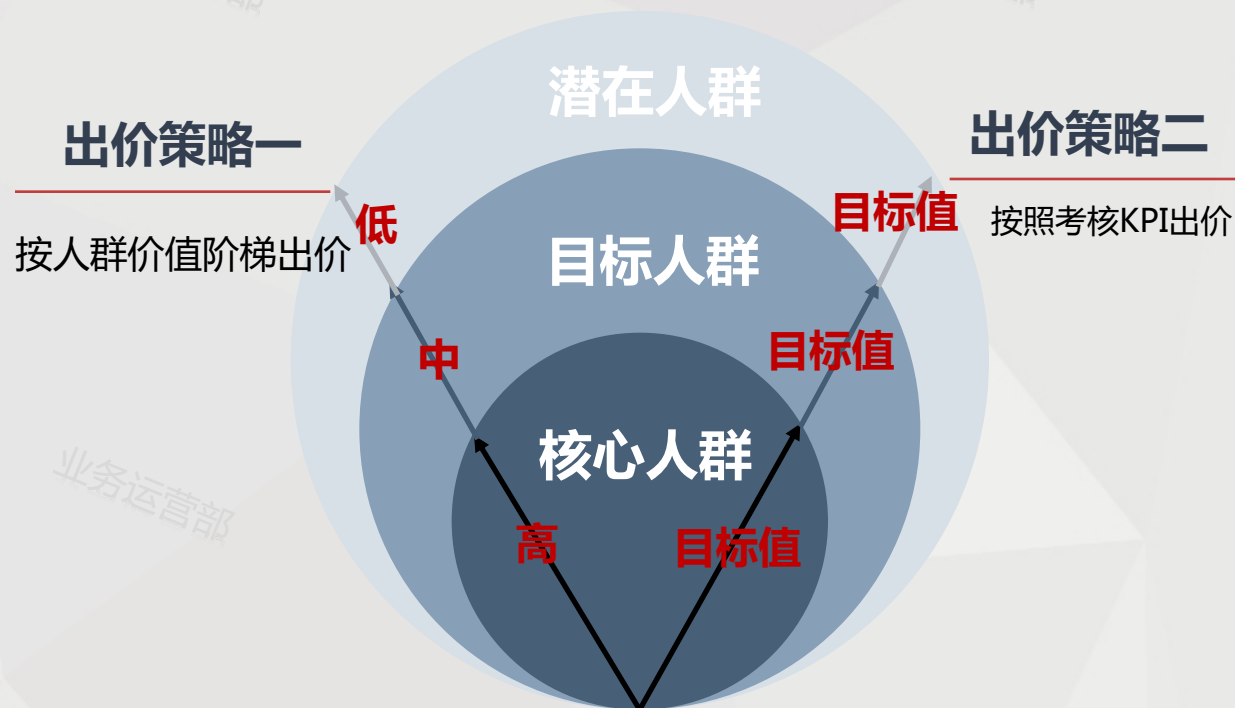 潜在人群
出价策略一
出价策略二
低
目标值
按人群价值阶梯出价
按照考核KPI出价
目标人群
中
目标值
核心人群
高
目标值
业务运营部
部